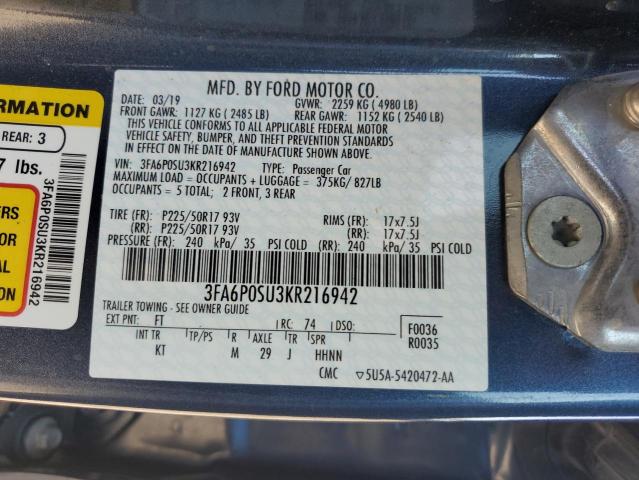 MFD. BY FORD MOTOR CO.
DATE: 03/19 GVWR: 2259 KG ( 4980 LB)
FRONT GAWR: 1127 KG ( 2485 LB) REAR GAWR: 1152 KG ( 2540 LB)
THIS VEHICLE CONFORMS TO ALL APPLICABLE FEDERAL MOTOR
VEHICLE SAFETY, BUMPER, AND THEFT PREVENTION STANDARDS
IN EFFECT ON THE DATE OF MANUFACTURE SHOWN ABOVE.
VIN: 3FA6P0SU3KR216942 TYPE: Passenger Car
MAXIMUM LOAD = OCCUPANTS + LUGGAGE = 375KG/ 827LB
OCCUPANTS = 5 TOTAL; 2 FRONT, 3 REAR
TIRE (FR): P225/50R17 93V RIMS (FR): 17x7.5J
(RR): P225/50R17 93V (RR): 17x7.5J
PRESSURE (FR): 240 kPa/ 35 PSI COLD (RR): 240 kPa/ 35 PSI COLD
3FA6P0SU3KR216942
TRAILER TOWING - SEE OWNER GUIDE
EXT PNT: FT RC: 74 DSO: F0036
R0035
INT TR TP/PS R AXLE TR SPR
KT M 29 J HHNN
CMC ▽5U5A-5420472-AA
ORMATION
REAR: 3
7 lbs.
ERS
OR
AL
ON
3FA6P0SU3KR216942